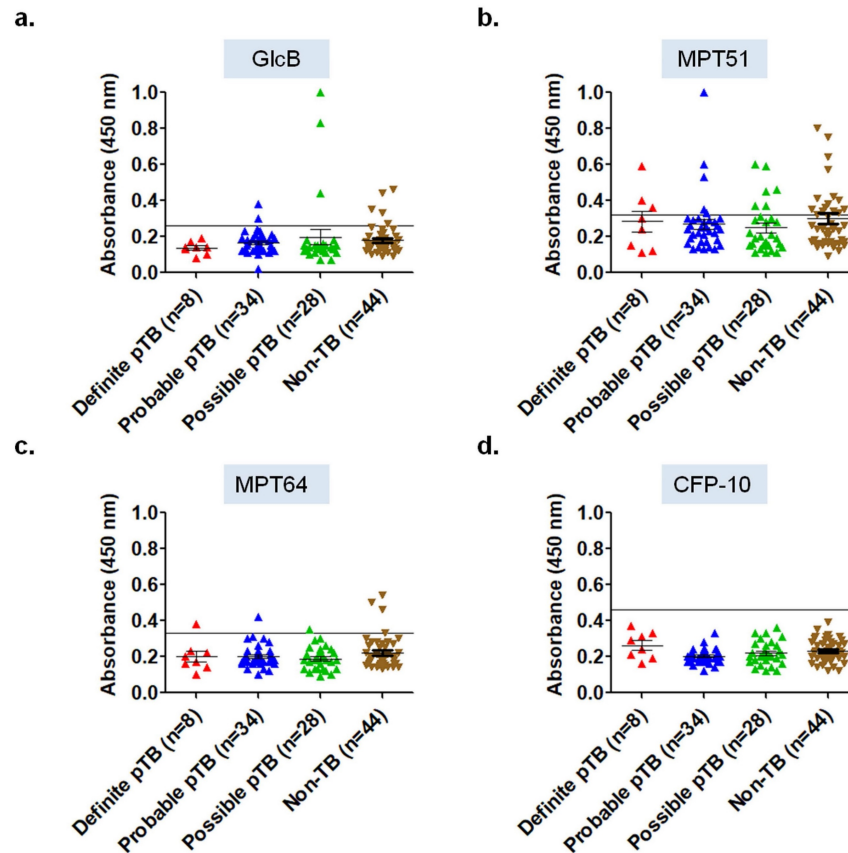 a.
GlcB
Absorbance (450 nm)
1.0
0.8
0.6
0.4
0.2
0.0
Definite pTB (n=8)
Probable pTB (n=34)
Possible pTB (n=28)
Non-TB (n=44)
b.
MPT51
Absorbance (450 nm)
1.0
0.8
0.6
0.4
0.2
0.0
Definite pTB (n=8)
Probable pTB (n=34)
Possible pTB (n=28)
Non-TB (n=44)
c.
MPT64
Absorbance (450 nm)
1.0
0.8
0.6
0.4
0.2
0.0
Definite pTB (n=8)
Probable pTB (n=34)
Possible pTB (n=28)
Non-TB (n=44)
d.
CFP-10
Absorbance (450 nm)
1.0
0.8
0.6
0.4
0.2
0.0
Definite pTB (n=8)
Probable pTB (n=34)
Possible pTB (n=28)
Non-TB (n=44)